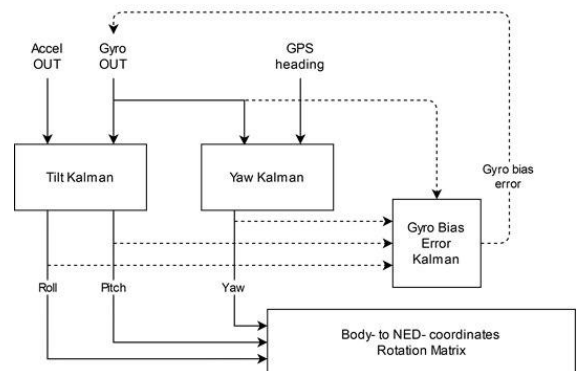 Accel
OUT
Gyro
OUT
GPS
heading
Tilt Kalman
Yaw Kalman
Gyro bias
error
Gyro Bias
Error
Kalman
Roll
Pitch
Yaw
Body- to NED- coordinates
Rotation Matrix